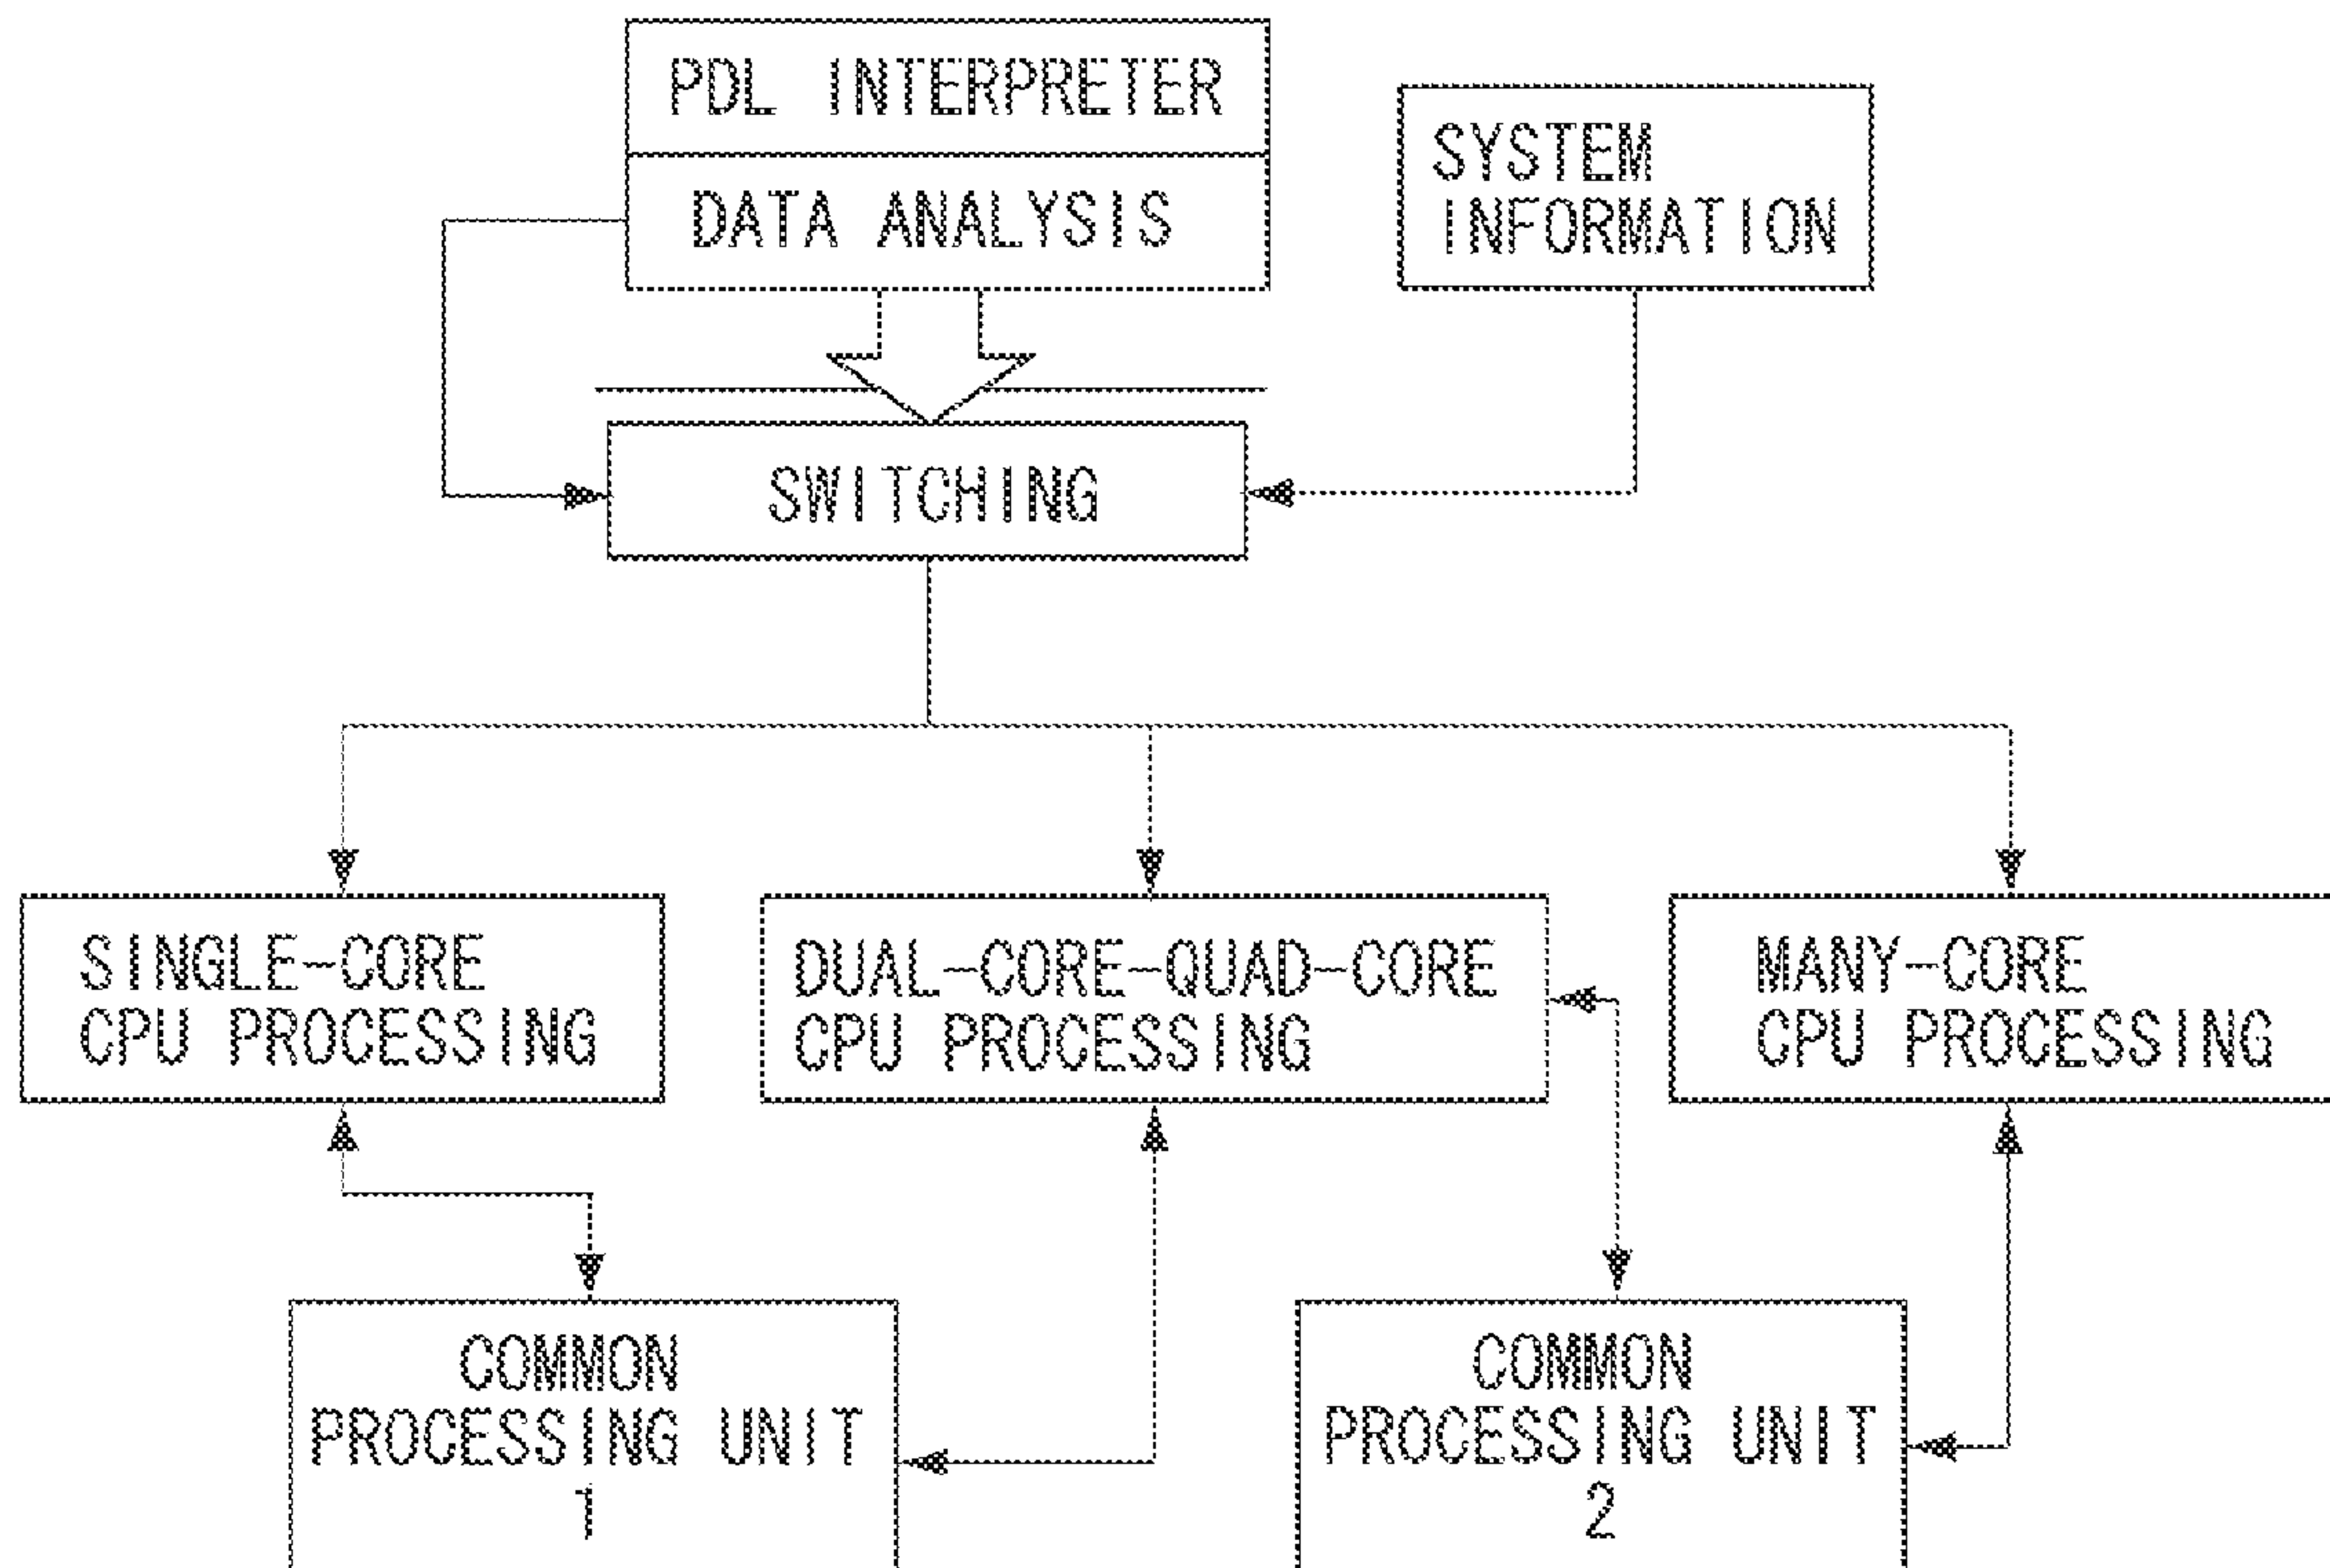 PDL INTERPRETER
DATA ANALYSIS
SYSTEM
INFORMATION
SWITCHING
SINGLE-CORE
CPU PROCESSING
DUAL-CORE-QUAD-CORE
CPU PROCESSING
MANY-CORE
CPU PROCESSING
COMMON
PROCESSING UNIT
1
COMMON
PROCESSING UNIT
2